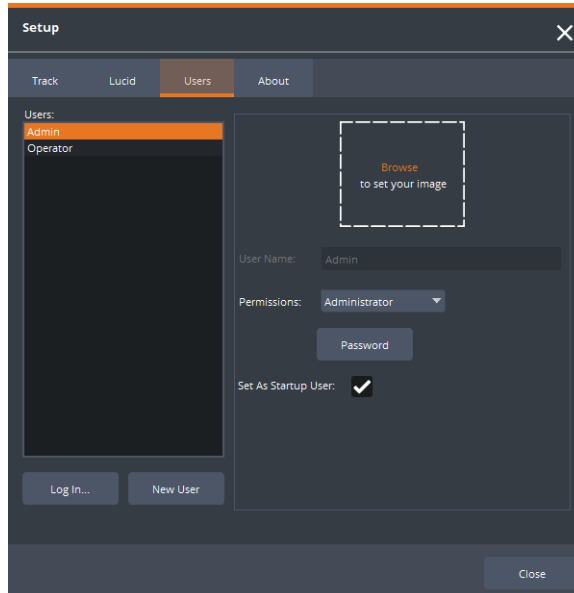 Setup
Track
Lucid
Users
About
Users:
Admin
Operator
Browse
to set your image
User Name:
Admin
Permissions:
Administrator
Password
Set As Startup User:
Log In...
New User
Close